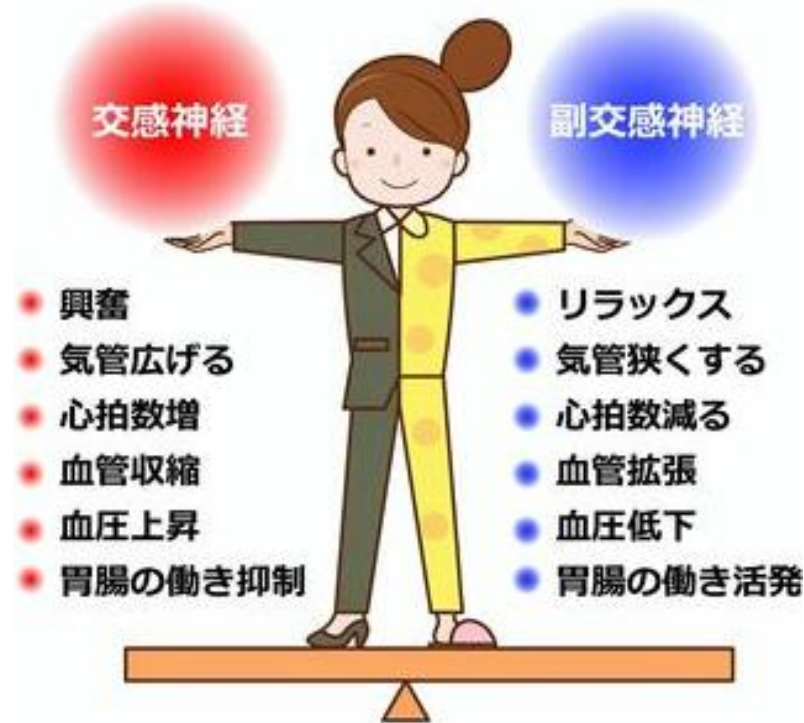 交感神経
興奮
気管広げる
心拍数増
血管収縮
血圧上昇
胃腸の働き抑制
副交感神経
リラックス
気管狭くする
心拍数減る
血管拡張
血圧低下
胃腸の働き活発